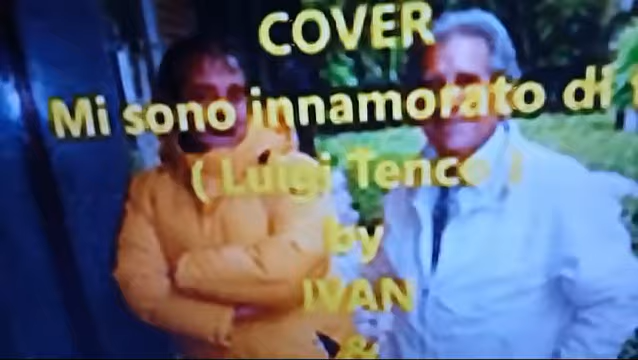 COVER
Mi sono innamorato di
( Luigi Tenco )
by
IVAN
&